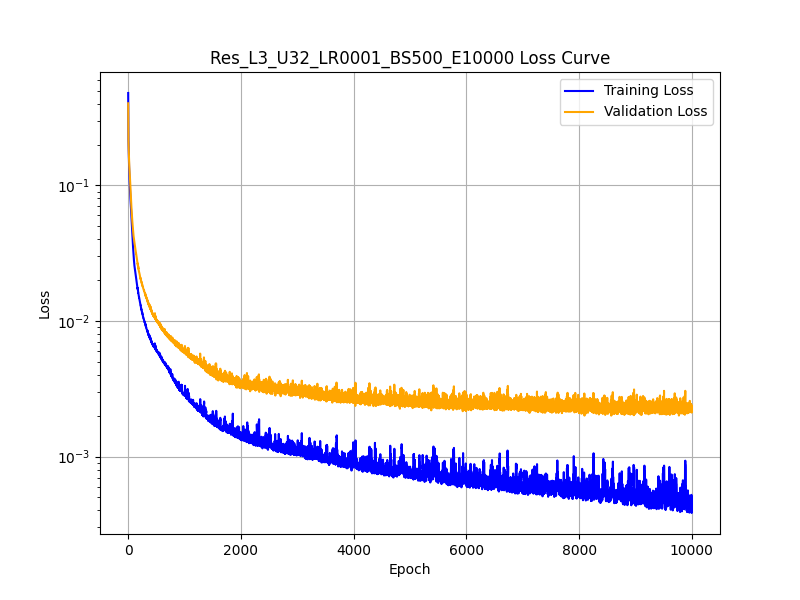 Res_L3_U32_LR0001_BS500_E10000 Loss Curve
Training Loss
Validation Loss
10⁻¹
10⁻²
10⁻³
Loss
0 2000 4000 6000 8000 10000
Epoch